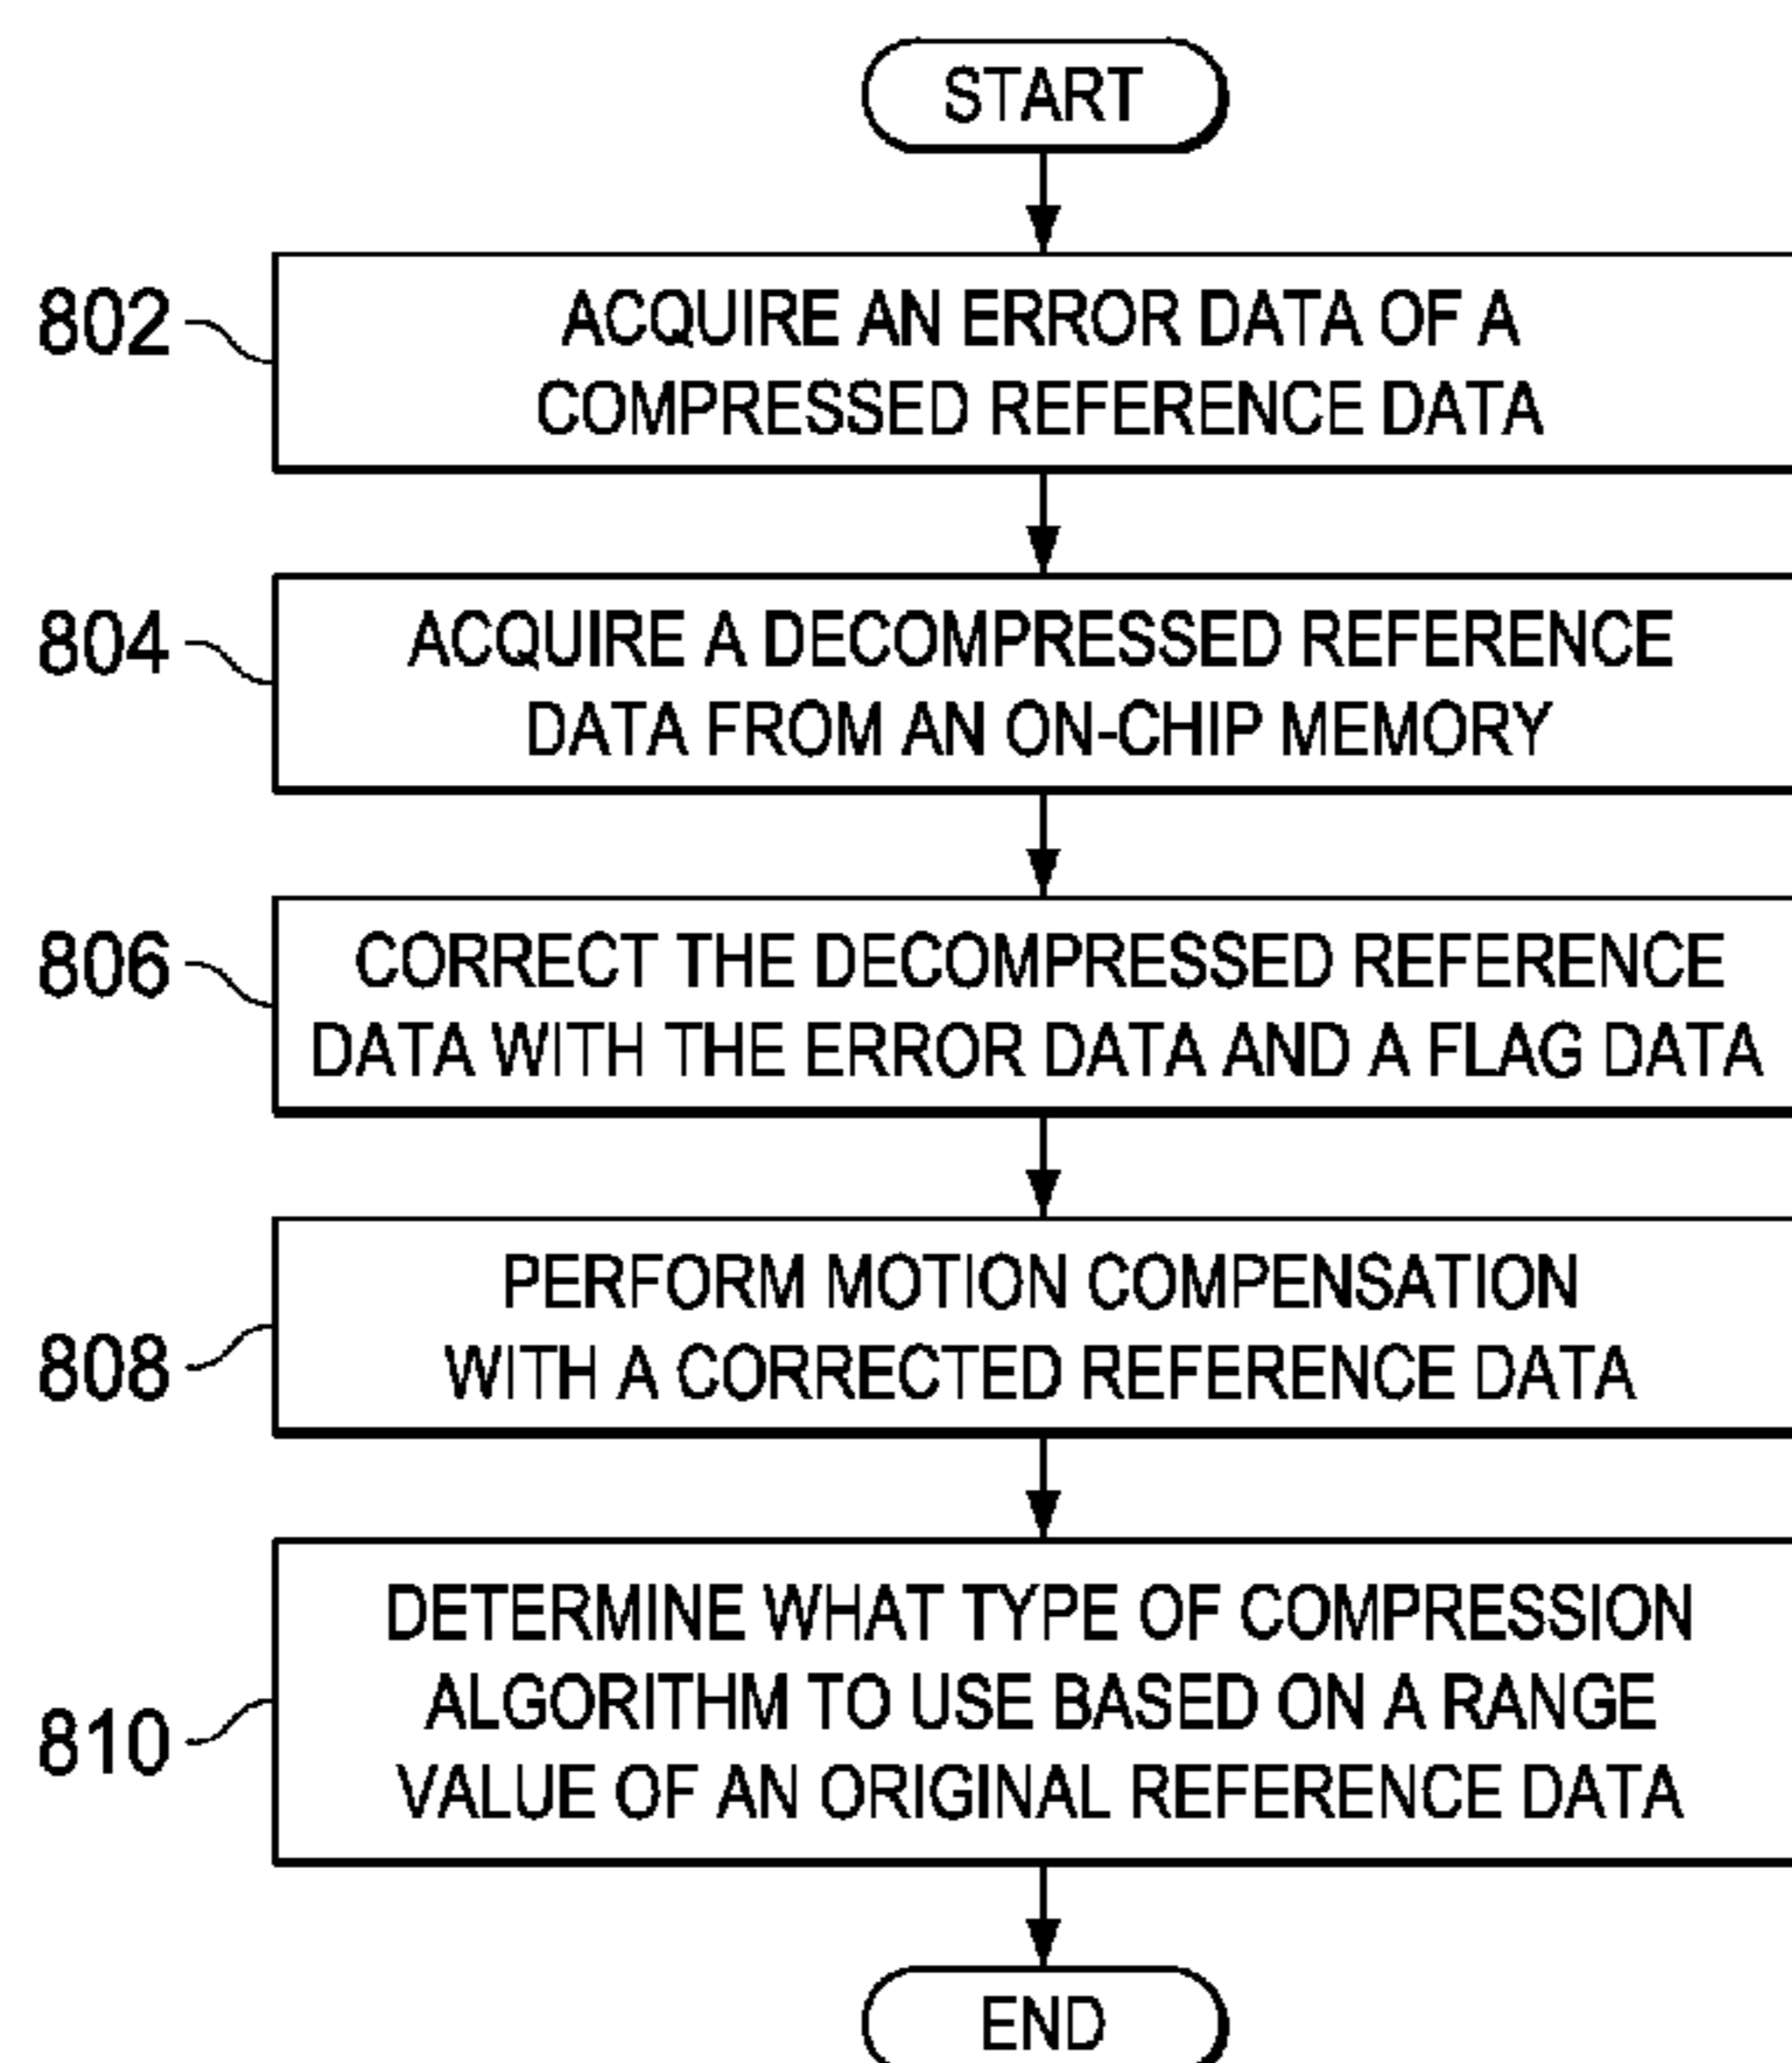 START
802
ACQUIRE AN ERROR DATA OF A
COMPRESSED REFERENCE DATA
804
ACQUIRE A DECOMPRESSED REFERENCE
DATA FROM AN ON-CHIP MEMORY
806
CORRECT THE DECOMPRESSED REFERENCE
DATA WITH THE ERROR DATA AND A FLAG DATA
808
PERFORM MOTION COMPENSATION
WITH A CORRECTED REFERENCE DATA
810
DETERMINE WHAT TYPE OF COMPRESSION
ALGORITHM TO USE BASED ON A RANGE
VALUE OF AN ORIGINAL REFERENCE DATA
END